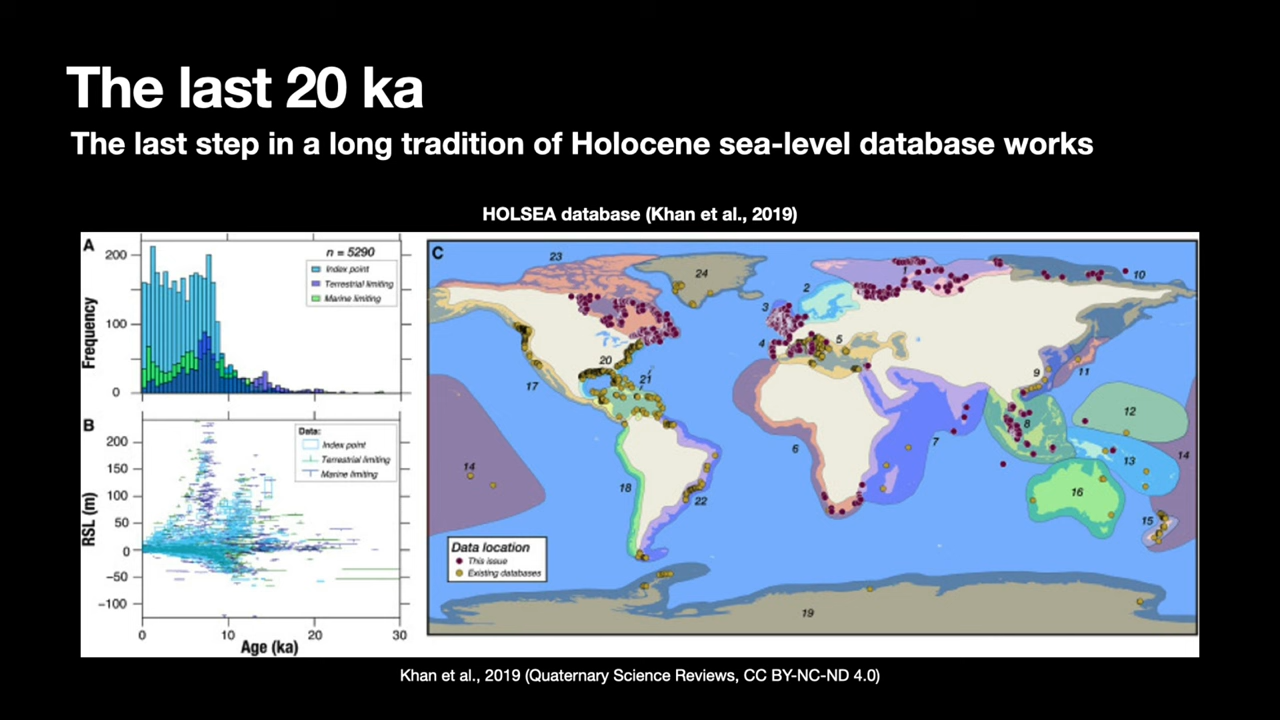 The last 20 ka
The last step in a long tradition of Holocene sea-level database works
HOLSEA database (Khan et al., 2019)
A
n = 5290
Index point
Terrestrial limiting
Marine limiting
Frequency
200
100
0
B
Data:
Index point
Terrestrial limiting
Marine limiting
RSL (m)
200
150
100
50
0
−50
−100
0 10 20 30
Age (ka)
C
23
24
1
10
2
3
4
5
20
21
17
9
11
12
8
7
6
13
14
14
18
22
16
15
19
Data location
This issue
Existing databases
Khan et al., 2019 (Quaternary Science Reviews, CC BY-NC-ND 4.0)